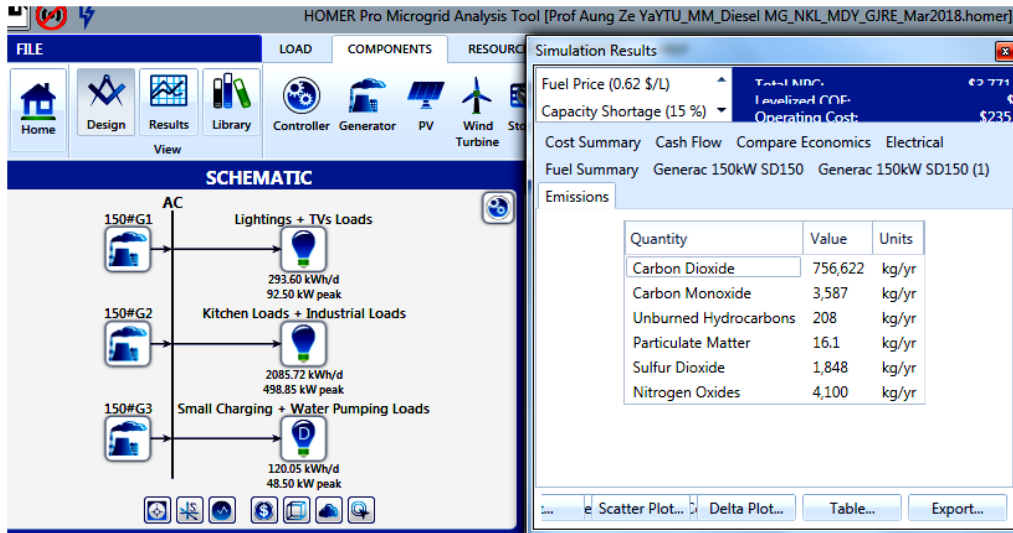 HOMER Pro Microgrid Analysis Tool [Prof Aung Ze YaYTU_MM_Diesel MG_NKL_MDY_GJRE_Mar2018.homer]
FILE
LOAD COMPONENTS
Home
Design Results Library
View
Controller Generator PV Wind Turbine
SCHEMATIC
AC
150#G1 Lightings + TVs Loads
293.60 kWh/d
92.50 kW peak
150#G2 Kitchen Loads + Industrial Loads
2085.72 kWh/d
498.85 kW peak
150#G3 Small Charging + Water Pumping Loads
D
120.05 kWh/d
48.50 kW peak
Simulation Results
Fuel Price (0.62 $/L)
Capacity Shortage (15 %)
Total NPC:
Levelized COE:
Operating Cost: $235
Cost Summary Cash Flow Compare Economics Electrical
Fuel Summary Generac 150kW SD150 Generac 150kW SD150 (1)
Emissions
Quantity Value Units
Carbon Dioxide 756,622 kg/yr
Carbon Monoxide 3,587 kg/yr
Unburned Hydrocarbons 208 kg/yr
Particulate Matter 16.1 kg/yr
Sulfur Dioxide 1,848 kg/yr
Nitrogen Oxides 4,100 kg/yr
Scatter Plot... Delta Plot... Table... Export...